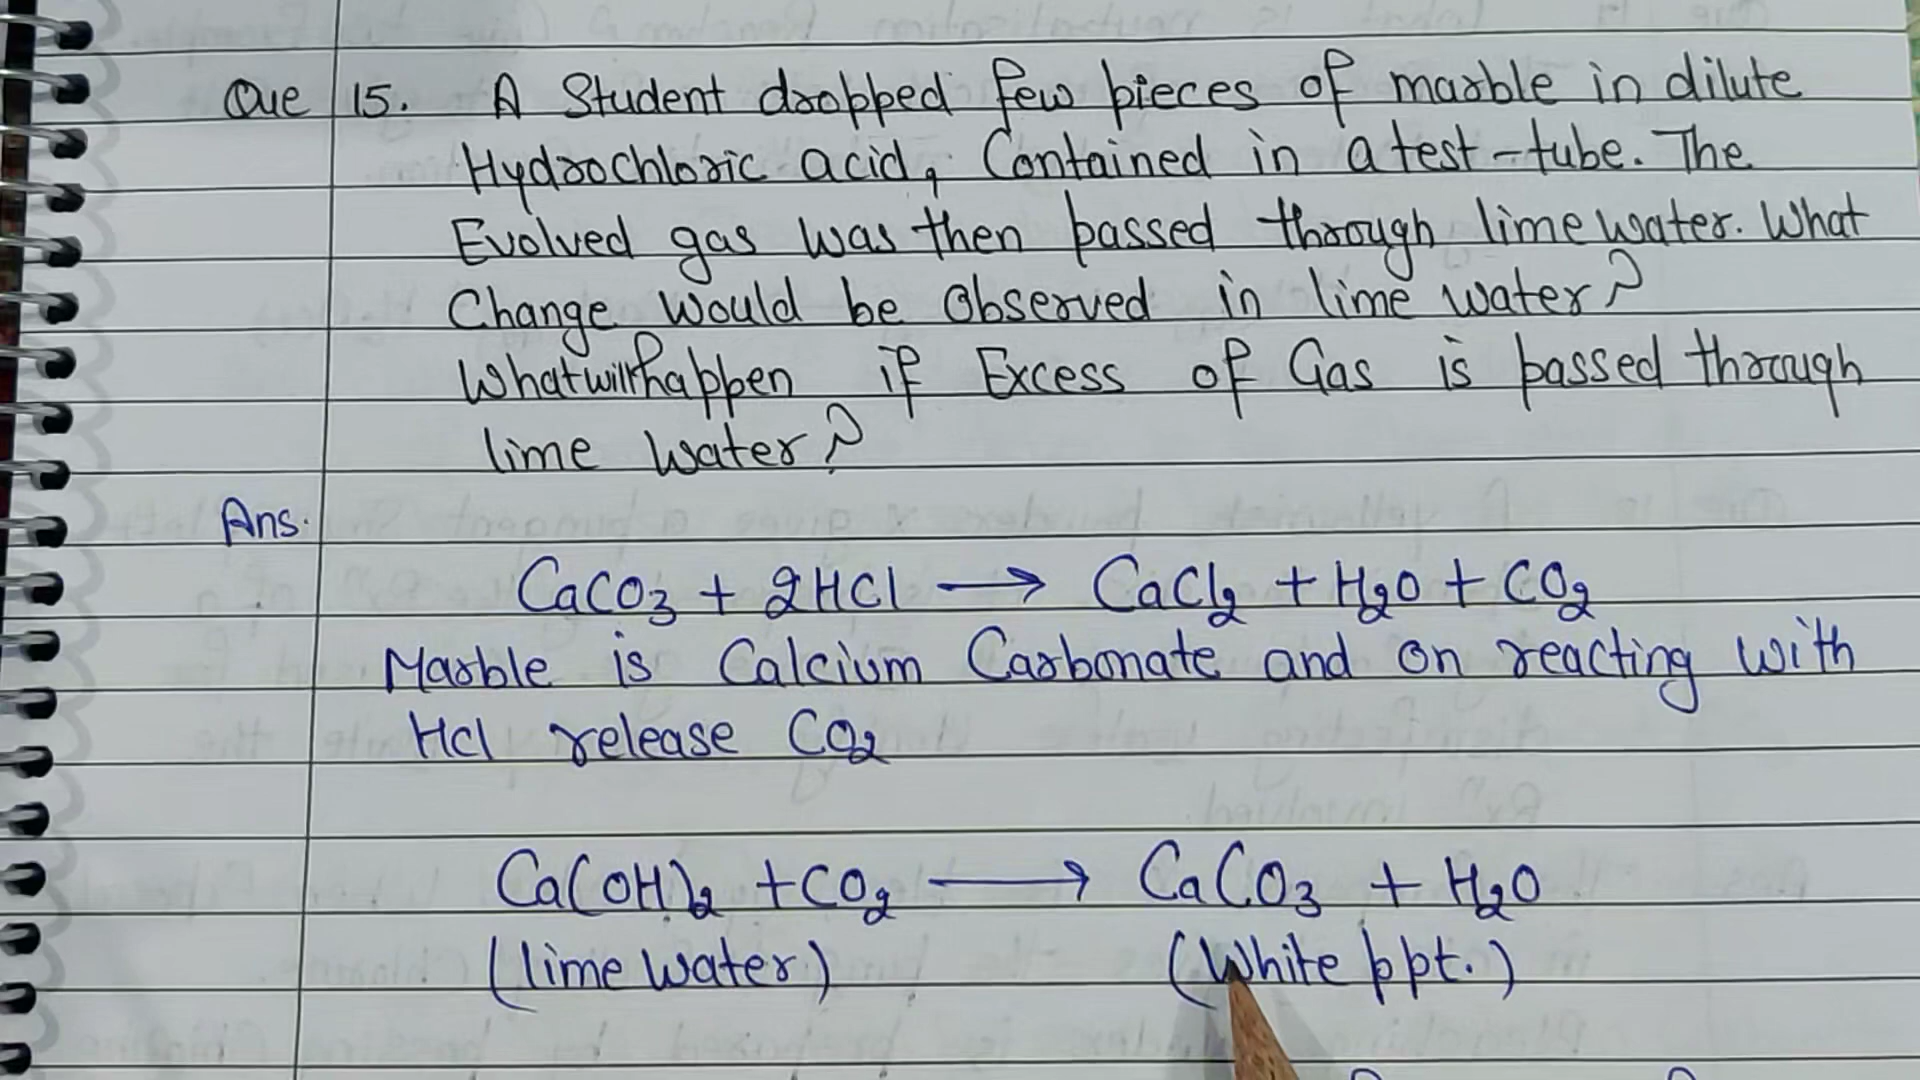 Que 15. A Student dropped few pieces of marble in dilute
Hydrochloric acid, Contained in a test-tube. The
Evolved gas was then passed through lime water. What
Change would be observed in lime water?
What will happen if Excess of Gas is passed through
lime water?
Ans.
CaCO3 + 2HCl → CaCl2 + H2O + CO2
Marble is Calcium Carbonate and on reacting with
HCl release CO2
Ca(OH)2 + CO2 → CaCO3 + H2O
(lime water) (White ppt.)